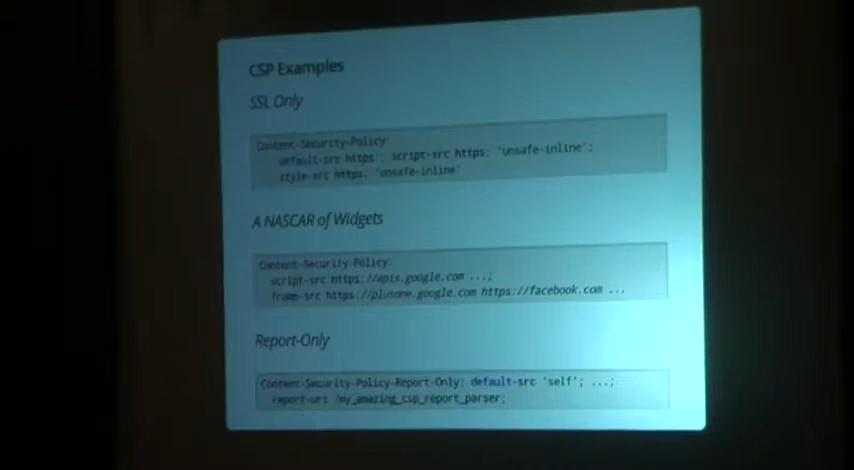 CSP Examples
SSL Only
Content-Security-Policy:
default-src https:; script-src https: 'unsafe-inline';
style-src https: 'unsafe-inline'
A NASCAR of Widgets
Content-Security-Policy:
script-src https://apis.google.com ...;
frame-src https://plusone.google.com https://facebook.com ...
Report-Only
Content-Security-Policy-Report-Only: default-src 'self'; ...;
report-uri /my_amazing_csp_report_parser;